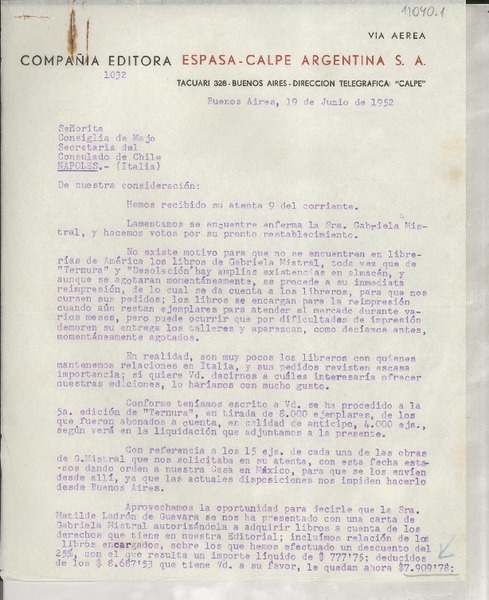 11040.1
VIA AEREA
COMPAÑIA EDITORA ESPASA-CALPE ARGENTINA S. A.
1032
TACUARI 328 - BUENOS AIRES - DIRECCION TELEGRAFICA: "CALPE"
Buenos Aires, 19 de Junio de 1952
Señorita
Consiglia de Majo
Secretaria del
Consulado de Chile
NAPOLES.- (Italia)
De nuestra consideración:
Hemos recibido su atenta 9 del corriente.
Lamentamos se encuentre enferma la Sra. Gabriela Mis-
tral, y hacemos votos por su pronto restablecimiento.
No existe motivo para que no se encuentren en libre-
rías de América los libros de Gabriela Mistral, toda vez que de
"Ternura" y "Desolación" hay amplias existencias en almacén, y
aunque se agotaran momentáneamente, se procede a su inmediata
reimpresión, de lo cual se da cuenta a los libreros, para que nos
cursen sus pedidos; los libros se encargan para la reimpresión
cuando aún restan ejemplares para atender el mercado durante va-
rios meses, pero puede ocurrir que por dificultades de impresión
demoren su entrega los talleres y aparezcan, como decíamos antes,
momentáneamente agotados.
En realidad, son muy pocos los libreros con quienes
mantenemos relaciones en Italia, y sus pedidos revisten escasa
importancia; si quiere Vd. decirnos a cuáles interesaría ofrecer
nuestras ediciones, lo haríamos con mucho gusto.
Conforme teníamos escrito a Vd. se ha procedido a la
5a. edición de "Ternura", en tirada de 8.000 ejemplares, de los
que fueron abonados a cuenta, en calidad de anticipo, 4.000 ejs.,
según verá en la liquidación que adjuntamos a la presente.
Con referencia a los 15 ejs. de cada una de las obras
de G.Mistral que nos solicitaba en su atenta, con esta fecha esta-
mos dando orden a nuestra Casa en México, para que se los envíen
desde allí, ya que las actuales disposiciones nos impiden hacerlo
desde Buenos Aires.
Aprovechamos la oportunidad para decirle que la Sra.
Matilde Ladrón de Guevara se nos ha presentado con una carta de
Gabriela Mistral autorizándola a adquirir libros a cuenta de los
derechos que tiene en nuestra Editorial; incluímos relación de los
libros encargados, sobre los que hemos efectuado un descuento del
25%, con el que resulta un importe líquido de $ 777'75; deducidos
de los $ 8.687'53 que tiene Vd. a su favor, le quedan ahora $7.909'78;